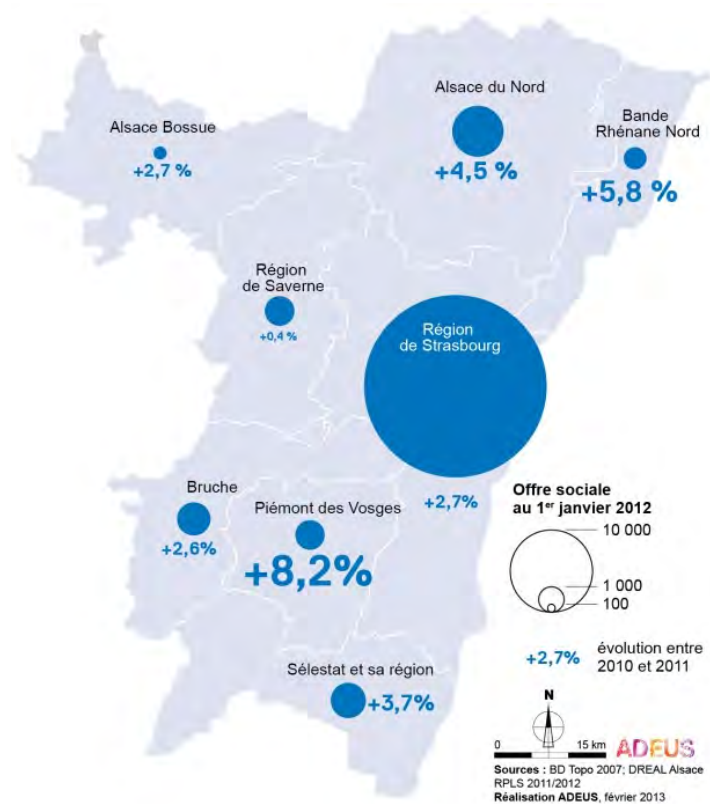 Alsace du Nord
+4,5 %
Bande
Rhénane Nord
+5,8 %
Alsace Bossue
+2,7 %
Région
de Saverne
+0,4 %
Région
de Strasbourg
+2,7%
Bruche
+2,6%
Piémont des Vosges
+8,2%
Sélestat et sa région
+3,7%
Offre sociale
au 1er janvier 2012
10 000
1 000
100
+2,7%
évolution entre
2010 et 2011
N
0 15 km
ADEUS
Sources : BD Topo 2007; DREAL Alsace
RPLS 2011/2012
Réalisation ADEUS, février 2013